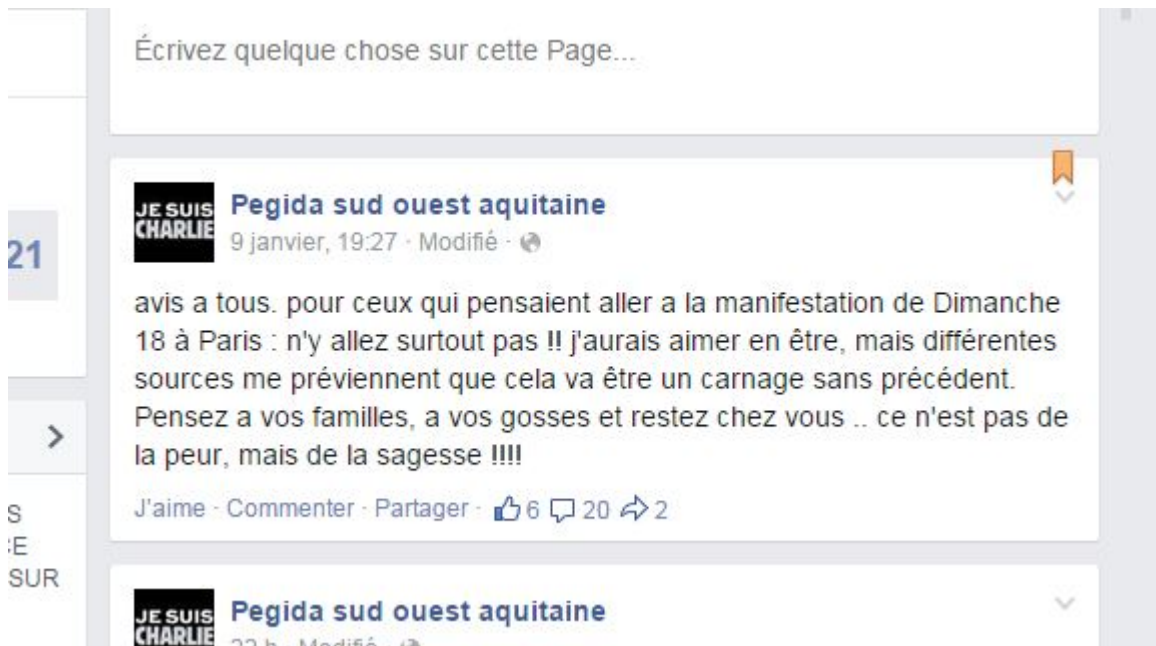 Écrivez quelque chose sur cette Page...
21
JE SUIS
CHARLIE
Pegida sud ouest aquitaine
9 janvier, 19:27 · Modifié ·
avis a tous. pour ceux qui pensaient aller a la manifestation de Dimanche
18 à Paris : n'y allez surtout pas !! j'aurais aimer en être, mais différentes
sources me préviennent que cela va être un carnage sans précédent.
Pensez a vos familles, a vos gosses et restez chez vous .. ce n'est pas de
la peur, mais de la sagesse !!!!
J'aime · Commenter · Partager · 6 20 2
S
CE
SUR
JE SUIS
CHARLIE
Pegida sud ouest aquitaine
22 h · Modifié ·